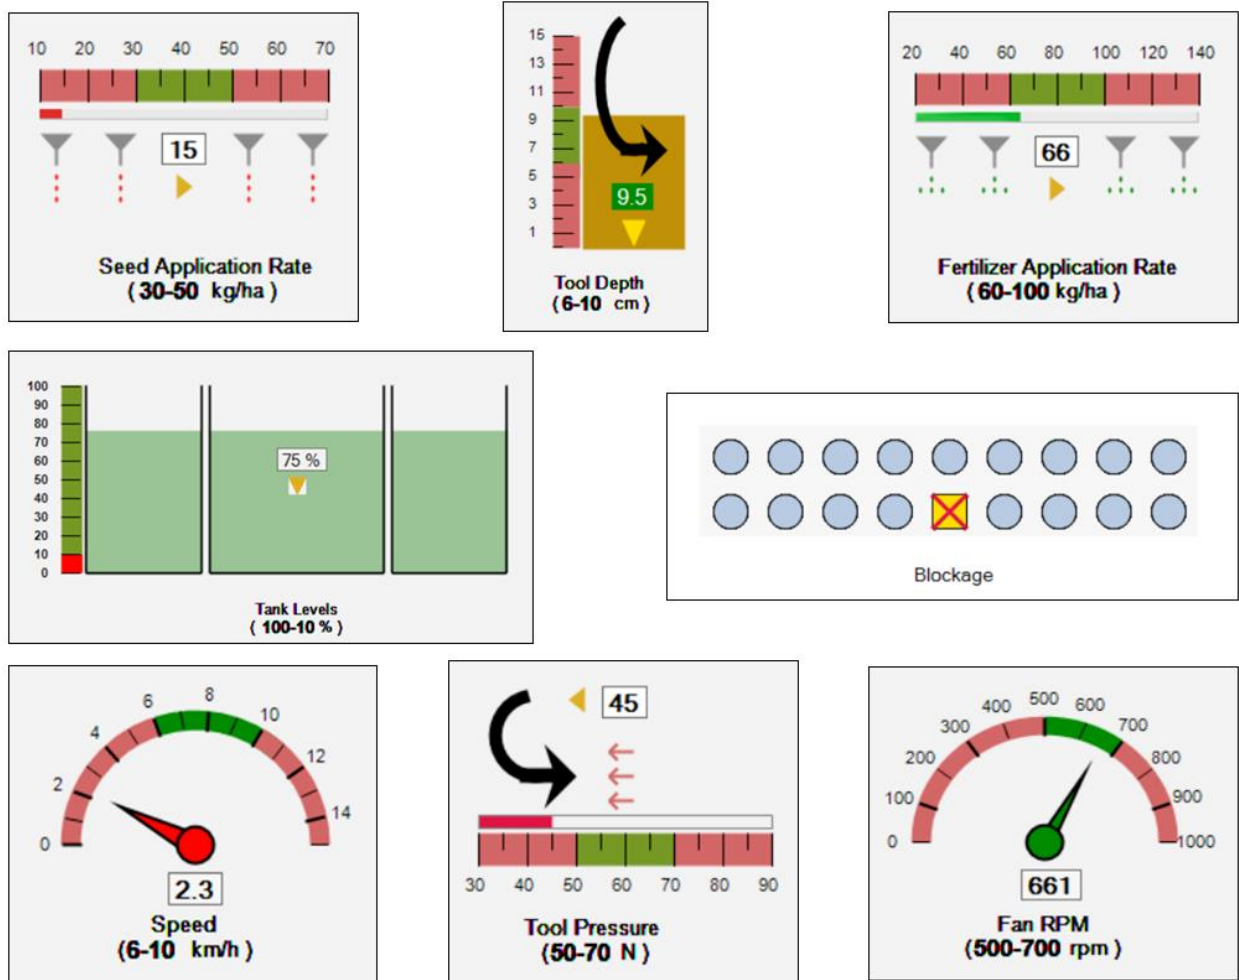 10 20 30 40 50 60 70
15
Seed Application Rate
(30-50 kg/ha )
15
13
11
9
7
5
3
1
9.5
Tool Depth
(6-10 cm )
20 40 60 80 100 120 140
66
Fertilizer Application Rate
(60-100 kg/ha )
100
90
80
70
60
50
40
30
20
10
0
75 %
Tank Levels
( 100-10 % )
Blockage
0
2
4
6
8
10
12
14
2.3
Speed
(6-10 km/h )
45
30 40 50 60 70 80 90
Tool Pressure
(50-70 N )
0
100
200
300
400
500
600
700
800
900
1000
661
Fan RPM
(500-700 rpm )